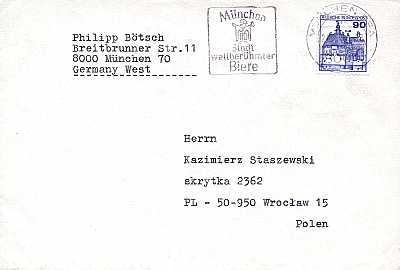 Philipp Bötsch
Breitbrunner Str.11
8000 München 70
Germany West
München
Stadt
weltberühmter
Biere
90
Herrn
Kazimierz Staszewski
skrytka 2362
PL - 50-950 Wrocław 15
Polen